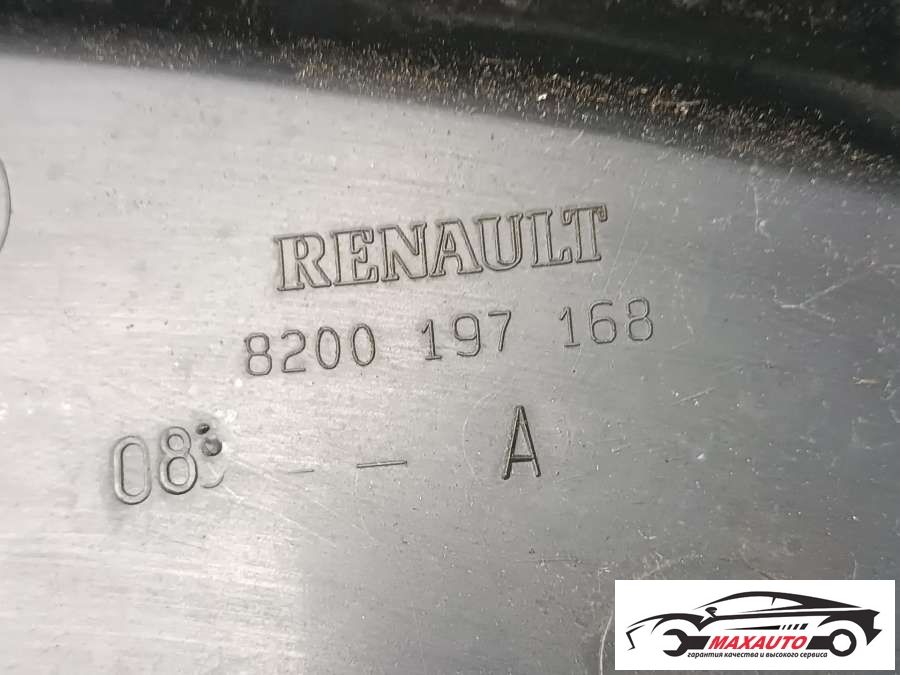 RENAULT
8200 197 168
08 - - A
MAXAUTO
гарантия качества и высокого сервиса